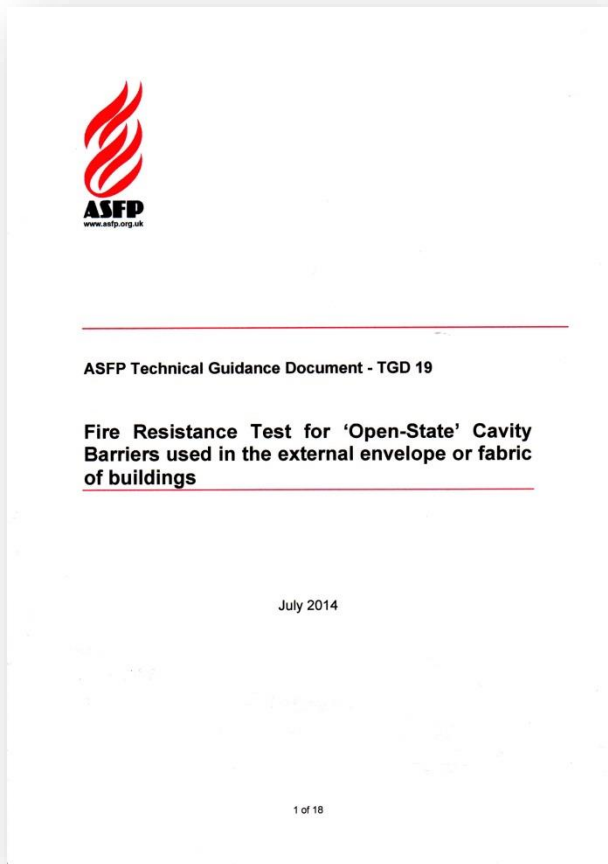 ASFP
www.asfp.org.uk
ASFP Technical Guidance Document - TGD 19
Fire Resistance Test for ‘Open-State’ Cavity
Barriers used in the external envelope or fabric
of buildings
July 2014
1 of 18